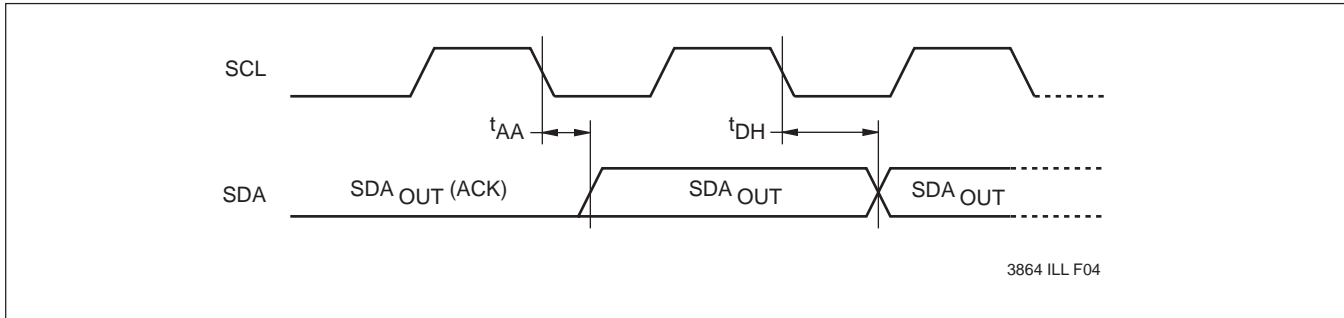 SCL
tAA
tDH
SDA
SDA OUT (ACK)
SDA OUT
SDA OUT
3864 ILL F04